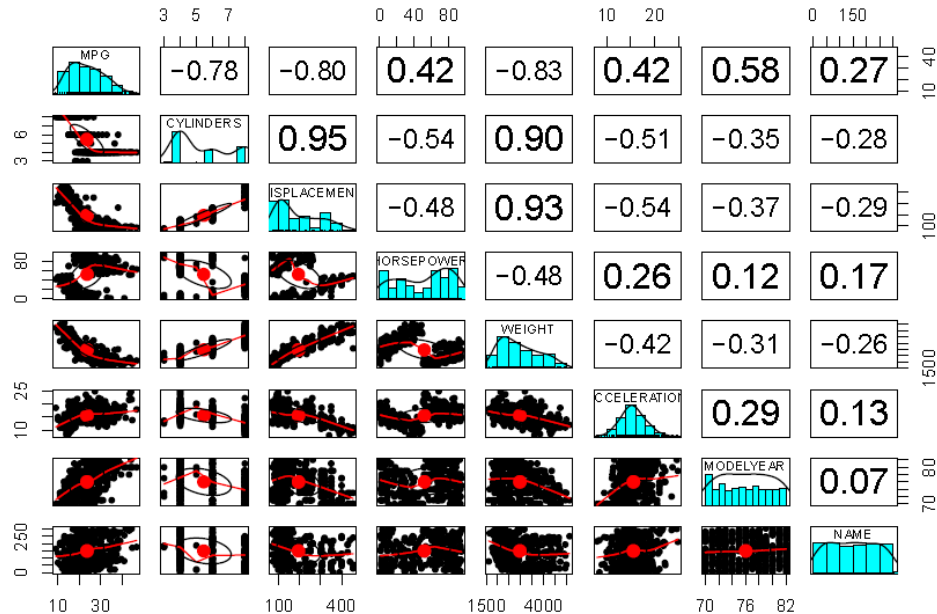 3 5 7 0 40 80 10 20 0 150
MPG −0.78 −0.80 0.42 −0.83 0.42 0.58 0.27 10 40
6 3 CYLINDERS 0.95 −0.54 0.90 −0.51 −0.35 −0.28
ISPLACEMEN −0.48 0.93 −0.54 −0.37 −0.29 100
80 0 HORSEPOWER −0.48 0.26 0.12 0.17
WEIGHT −0.42 −0.31 −0.26 1500
25 10 CCELERATION 0.29 0.13
MODELYEAR 0.07 70 80
250 0 NAME
10 30 100 400 1500 4000 70 76 82